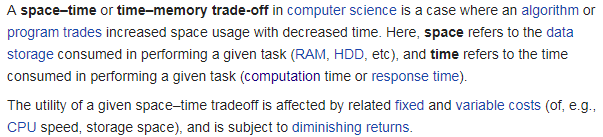 A space–time or time–memory trade-off in computer science is a case where an algorithm or
program trades increased space usage with decreased time. Here, space refers to the data
storage consumed in performing a given task (RAM, HDD, etc), and time refers to the time
consumed in performing a given task (computation time or response time).
The utility of a given space–time tradeoff is affected by related fixed and variable costs (of, e.g.,
CPU speed, storage space), and is subject to diminishing returns.